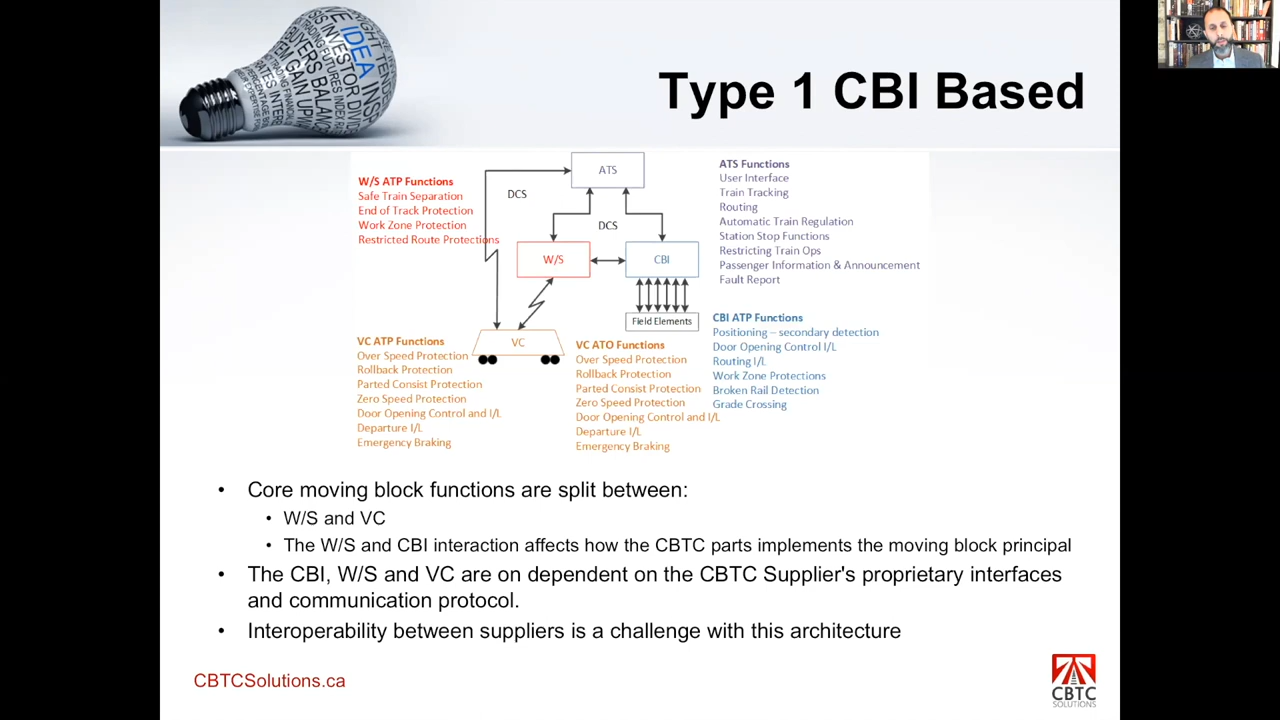 Type 1 CBI Based
IDEA
W/S ATP Functions
Safe Train Separation
End of Track Protection
Work Zone Protection
Restricted Route Protections
DCS
ATS
DCS
W/S
CBI
Field Elements
VC
ATS Functions
User Interface
Train Tracking
Routing
Automatic Train Regulation
Station Stop Functions
Restricting Train Ops
Passenger Information & Announcement
Fault Report
CBI ATP Functions
Positioning – secondary detection
Door Opening Control I/L
Routing I/L
Work Zone Protections
Broken Rail Detection
Grade Crossing
VC ATP Functions
Over Speed Protection
Rollback Protection
Parted Consist Protection
Zero Speed Protection
Door Opening Control and I/L
Departure I/L
Emergency Braking
VC ATO Functions
Over Speed Protection
Rollback Protection
Parted Consist Protection
Zero Speed Protection
Door Opening Control and I/L
Departure I/L
Emergency Braking
• Core moving block functions are split between:
• W/S and VC
• The W/S and CBI interaction affects how the CBTC parts implements the moving block principal
• The CBI, W/S and VC are on dependent on the CBTC Supplier's proprietary interfaces
and communication protocol.
• Interoperability between suppliers is a challenge with this architecture
CBTCSolutions.ca
CBTC
SOLUTIONS